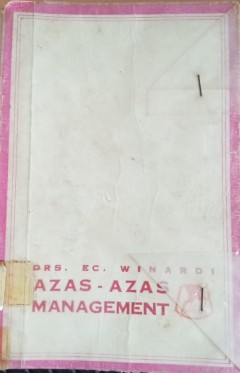 DRS. EC. WINARDI
AZAS - AZAS
MANAGEMENT